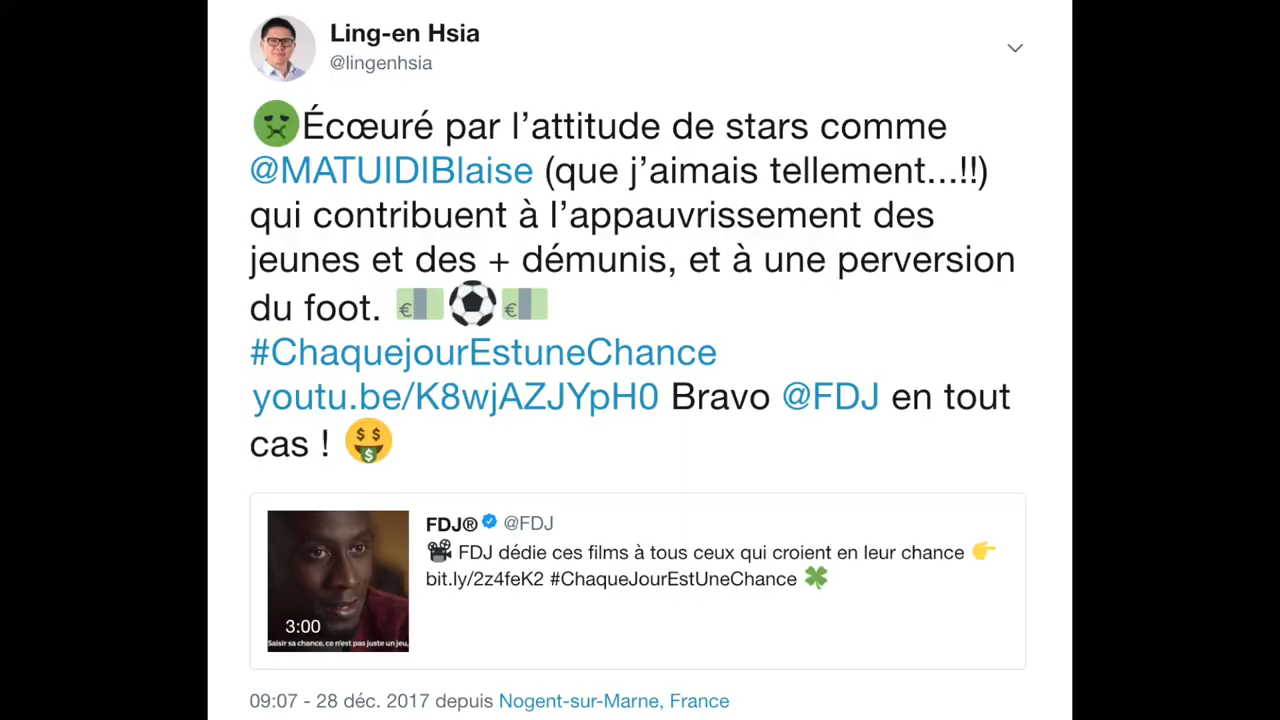 Ling-en Hsia
@lingenhsia
Écœuré par l’attitude de stars comme
@MATUIDIBlaise (que j’aimais tellement...!!)
qui contribuent à l’appauvrissement des
jeunes et des + démunis, et à une perversion
du foot.
#ChaquejourEstuneChance
youtu.be/K8wjAZJYpH0 Bravo @FDJ en tout
cas !
FDJ® @FDJ
FDJ dédie ces films à tous ceux qui croient en leur chance
bit.ly/2z4feK2 #ChaqueJourEstUneChance
3:00
Saisir sa chance, ce n'est pas juste un jeu.
09:07 - 28 déc. 2017 depuis Nogent-sur-Marne, France